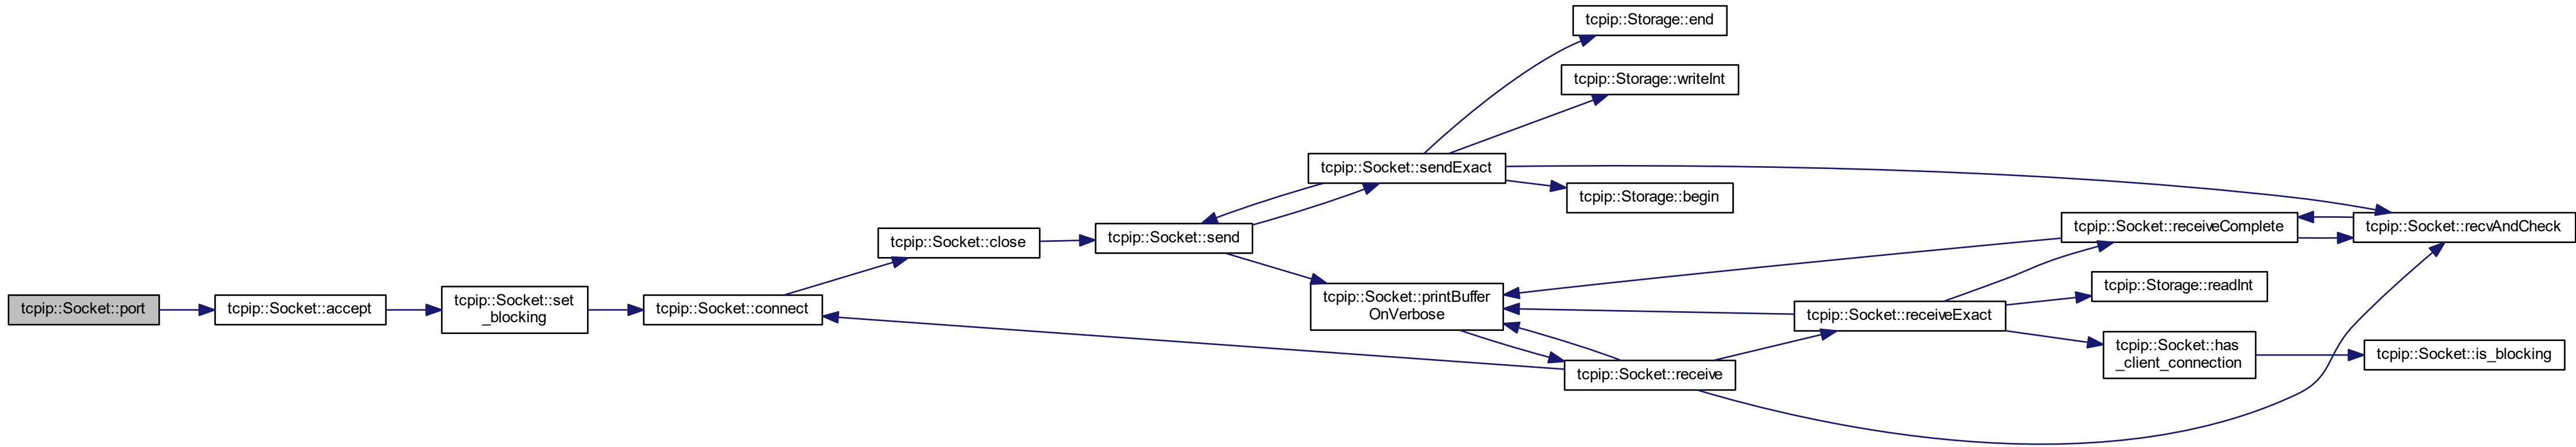 tcpip::Storage::end
tcpip::Storage::writeInt
tcpip::Socket::sendExact
tcpip::Storage::begin
tcpip::Socket::close
tcpip::Socket::send
tcpip::Socket::receiveComplete
tcpip::Socket::recvAndCheck
tcpip::Socket::port
tcpip::Socket::accept
tcpip::Socket::set
_blocking
tcpip::Socket::connect
tcpip::Socket::printBuffer
OnVerbose
tcpip::Socket::receiveExact
tcpip::Storage::readInt
tcpip::Socket::has
_client_connection
tcpip::Socket::is_blocking
tcpip::Socket::receive